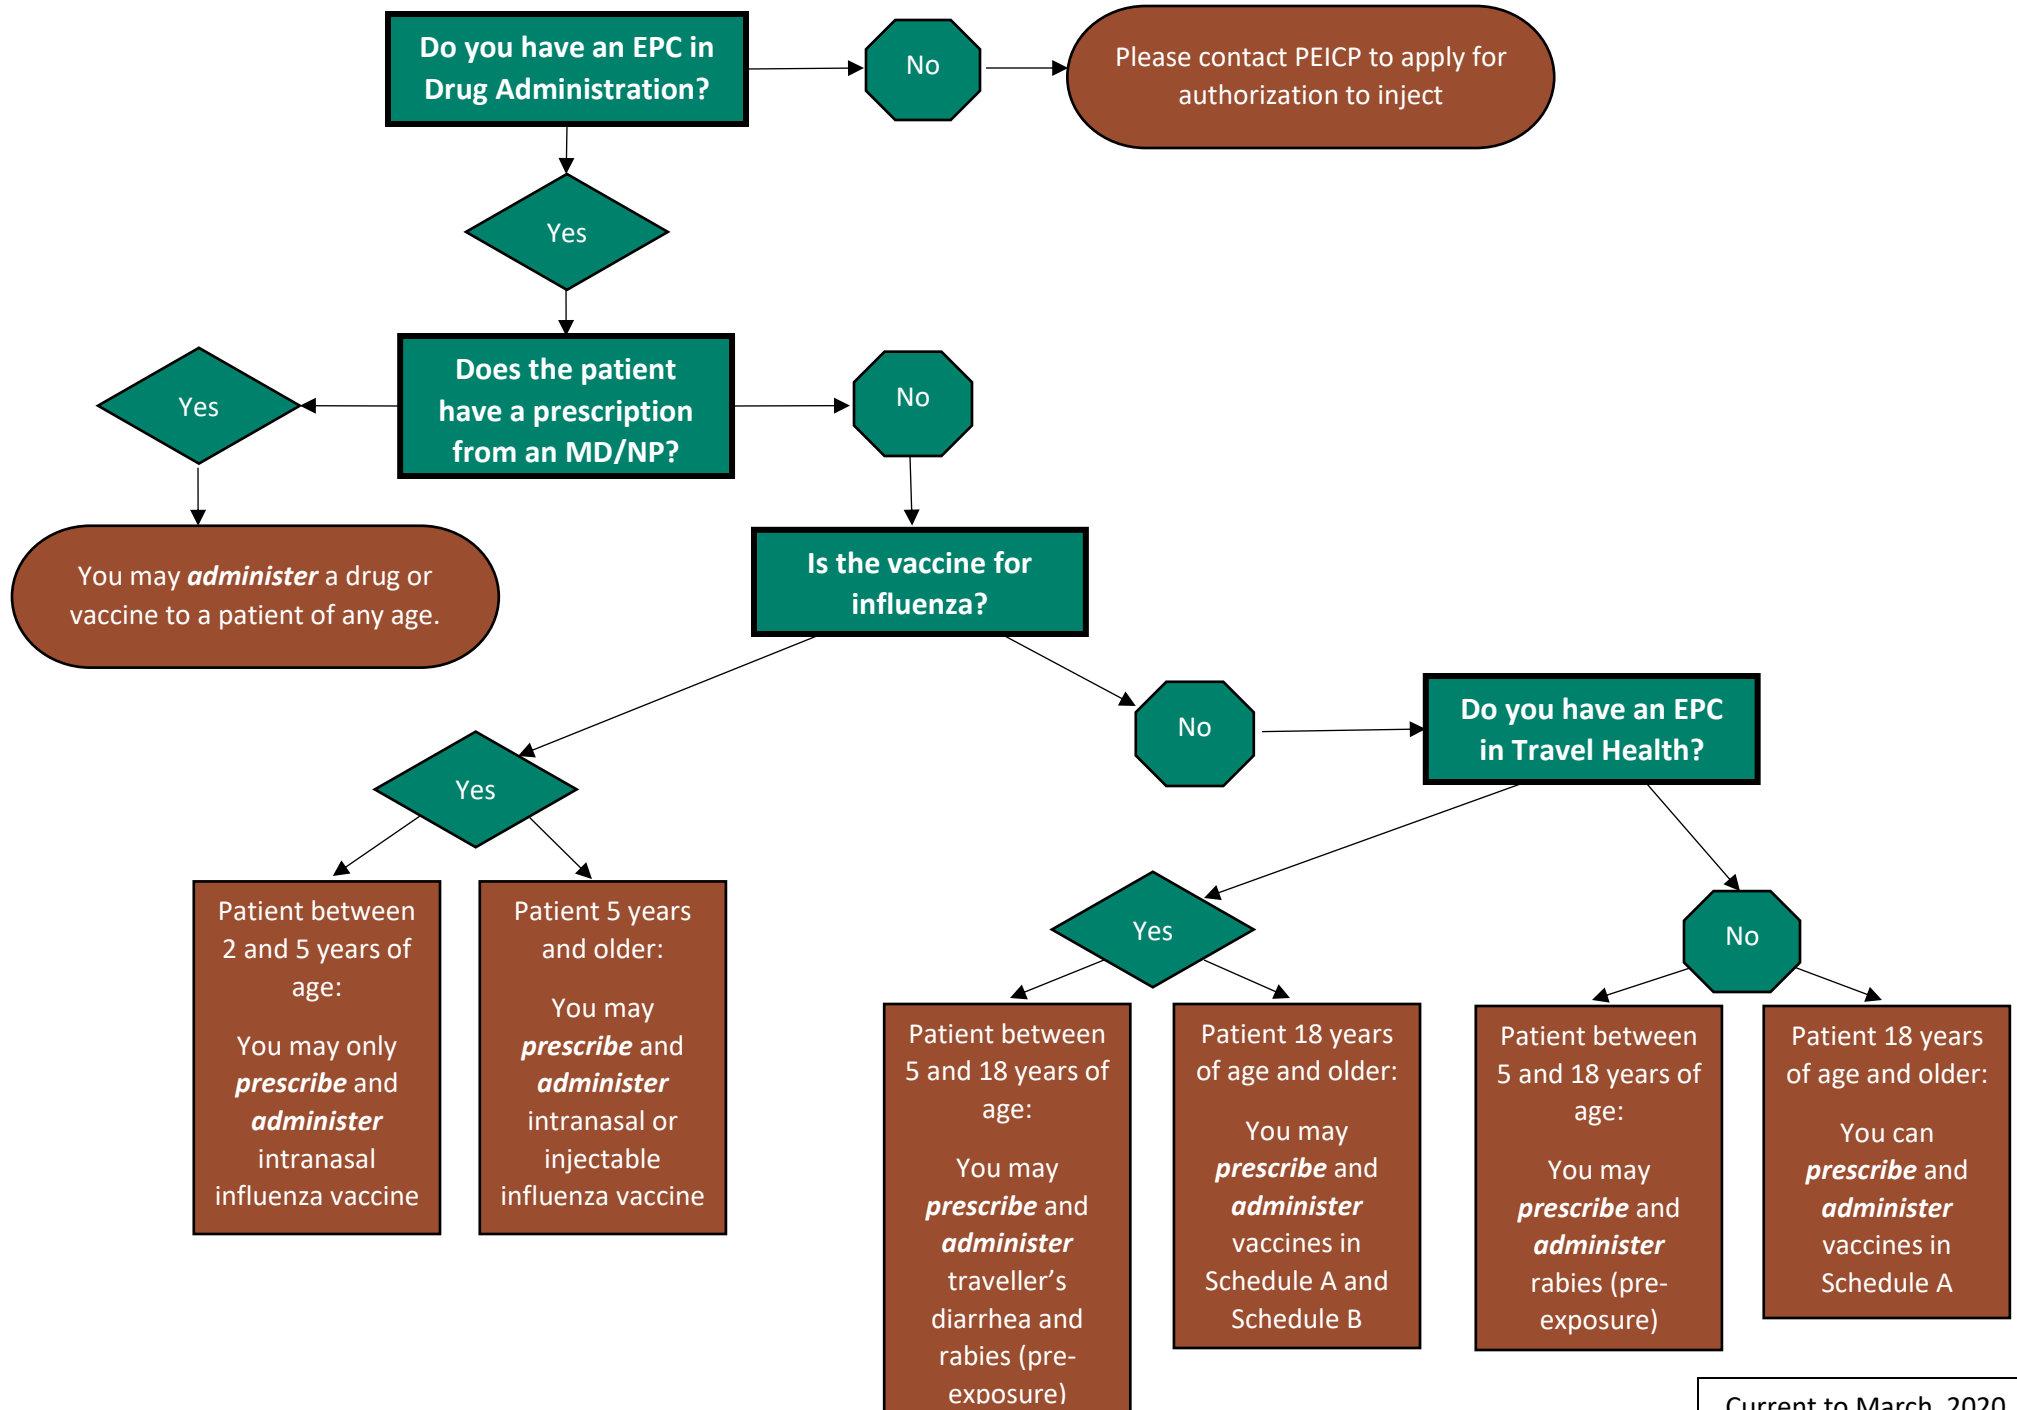 Do you have an EPC in
Drug Administration?
No
Please contact PEICP to apply for
authorization to inject
Yes
Does the patient
have a prescription
from an MD/NP?
Yes
No
You may administer a drug or
vaccine to a patient of any age.
Is the vaccine for
influenza?
No
Do you have an EPC
in Travel Health?
Yes
Patient between
2 and 5 years of
age:
You may only
prescribe and
administer
intranasal
influenza vaccine
Patient 5 years
and older:
You may
prescribe and
administer
intranasal or
injectable
influenza vaccine
Yes
No
Patient between
5 and 18 years of
age:
You may
prescribe and
administer
traveller’s
diarrhea and
rabies (pre-
exposure)
Patient 18 years
of age and older:
You may
prescribe and
administer
vaccines in
Schedule A and
Schedule B
Patient between
5 and 18 years of
age:
You may
prescribe and
administer
rabies (pre-
exposure)
Patient 18 years
of age and older:
You can
prescribe and
administer
vaccines in
Schedule A
Current to March, 2020